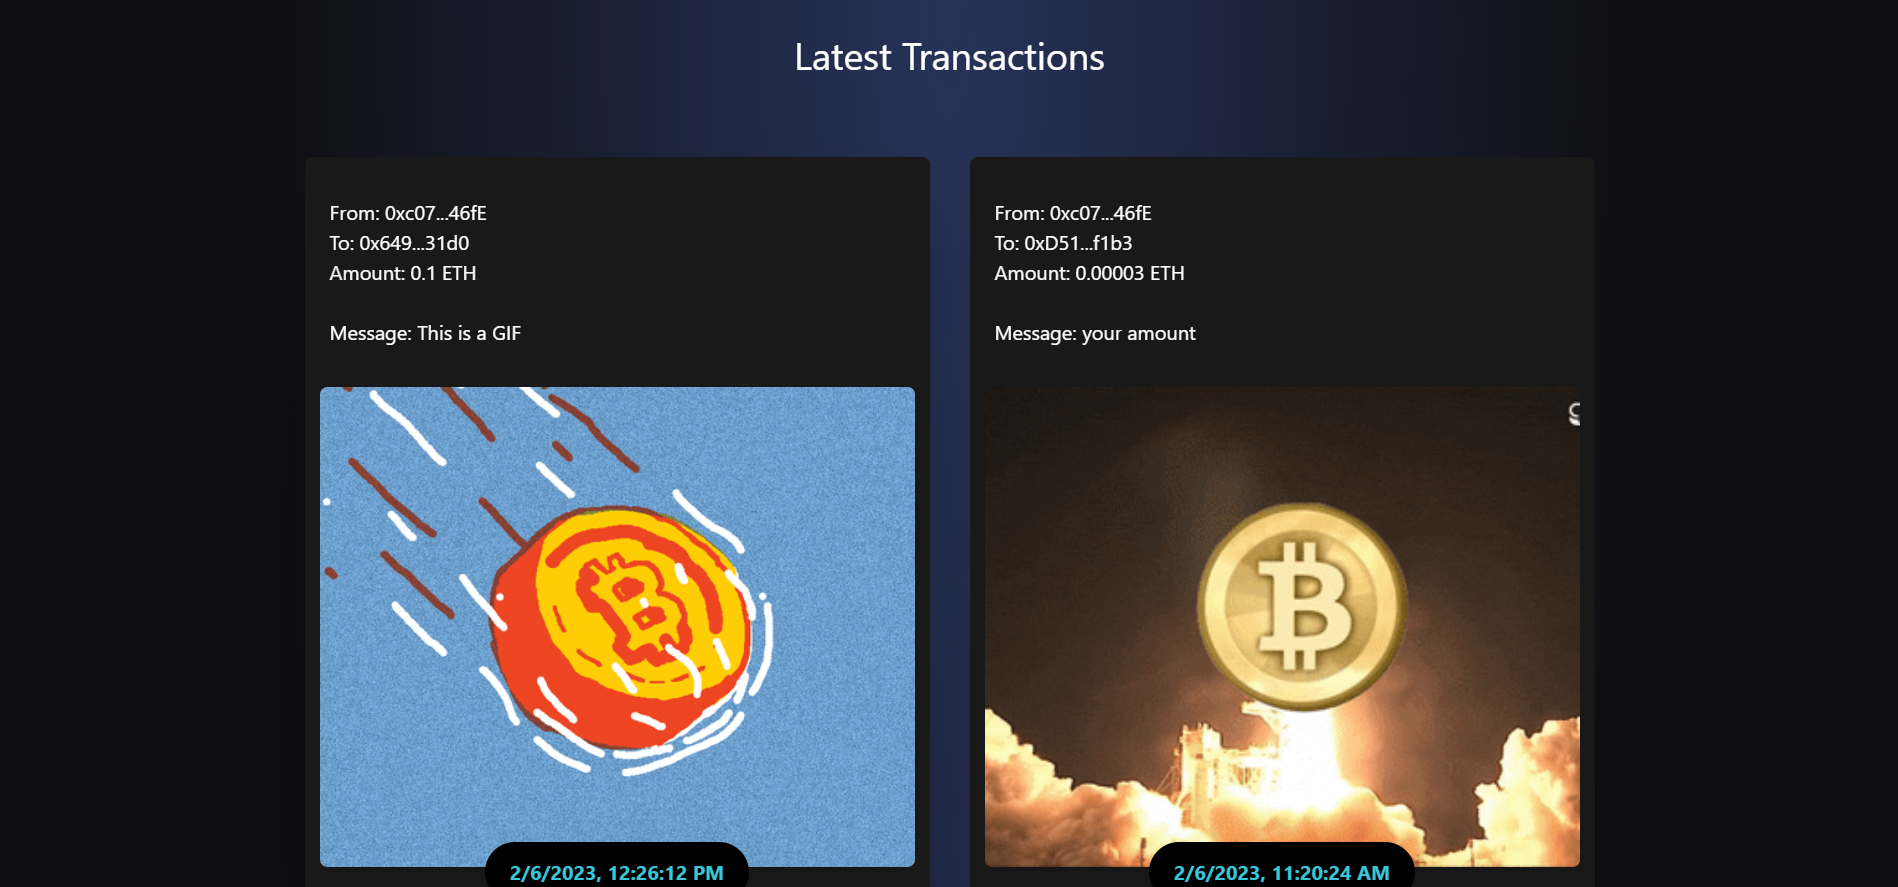 Latest Transactions
From: 0xc07...46fE
To: 0x649...31d0
Amount: 0.1 ETH
Message: This is a GIF
2/6/2023, 12:26:12 PM
From: 0xc07...46fE
To: 0xD51...f1b3
Amount: 0.00003 ETH
Message: your amount
2/6/2023, 11:20:24 AM